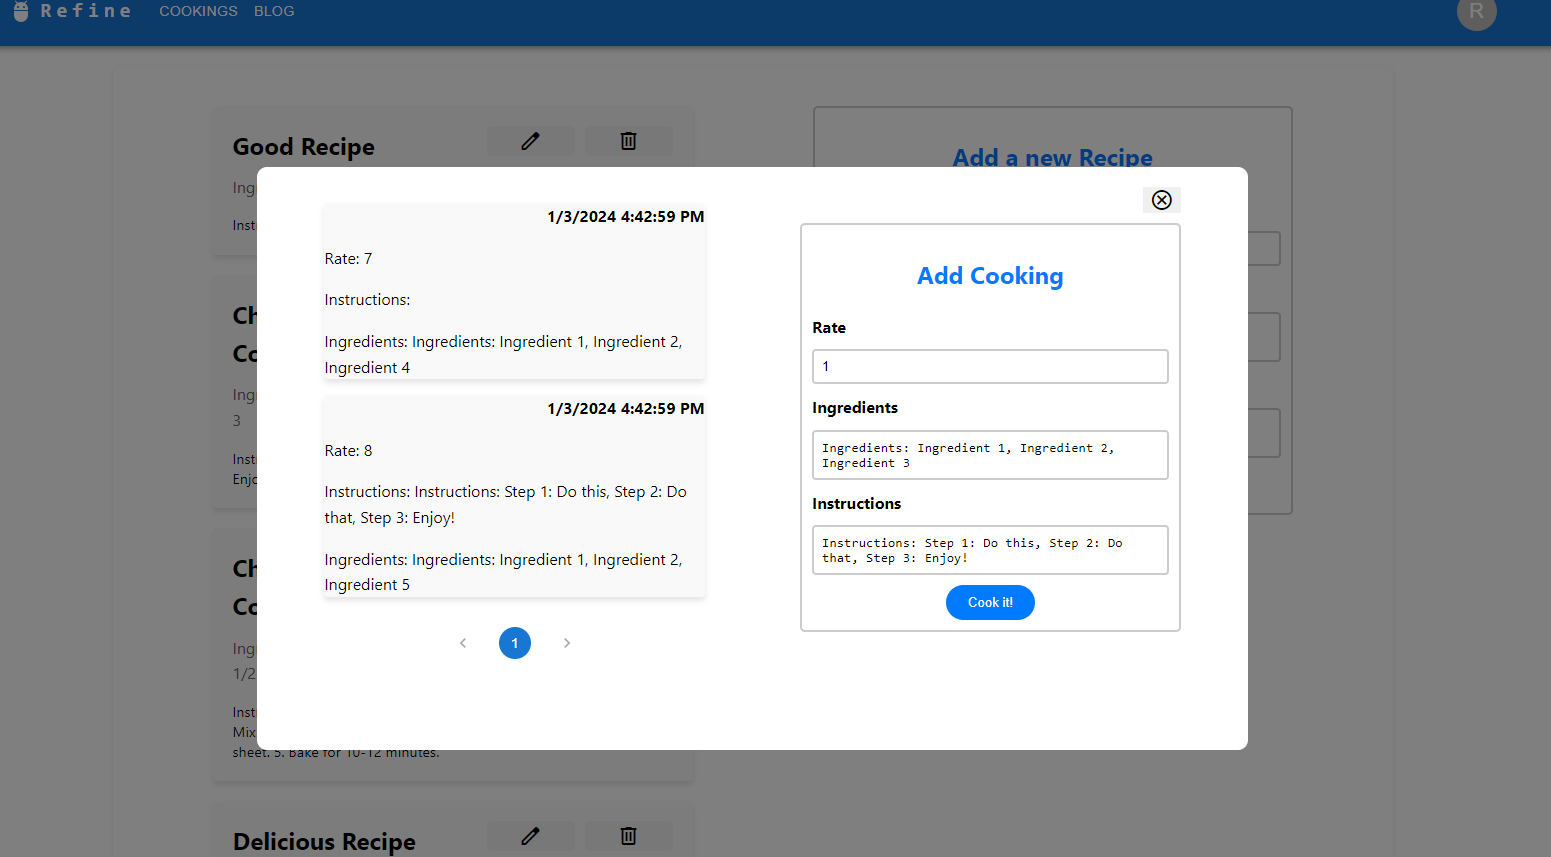 Refine COOKINGS BLOG R
Good Recipe
Ing
Inst
Ch
Co
Ing
3
Inst
Enjo
Ch
Co
Ing
1/2
Inst
Mix
sheet. 5. Bake for 10-12 minutes.
Delicious Recipe
Add a new Recipe
1/3/2024 4:42:59 PM
Rate: 7
Instructions:
Ingredients: Ingredients: Ingredient 1, Ingredient 2,
Ingredient 4
1/3/2024 4:42:59 PM
Rate: 8
Instructions: Instructions: Step 1: Do this, Step 2: Do
that, Step 3: Enjoy!
Ingredients: Ingredients: Ingredient 1, Ingredient 2,
Ingredient 5
1
Add Cooking
Rate
1
Ingredients
Ingredients: Ingredient 1, Ingredient 2,
Ingredient 3
Instructions
Instructions: Step 1: Do this, Step 2: Do
that, Step 3: Enjoy!
Cook it!